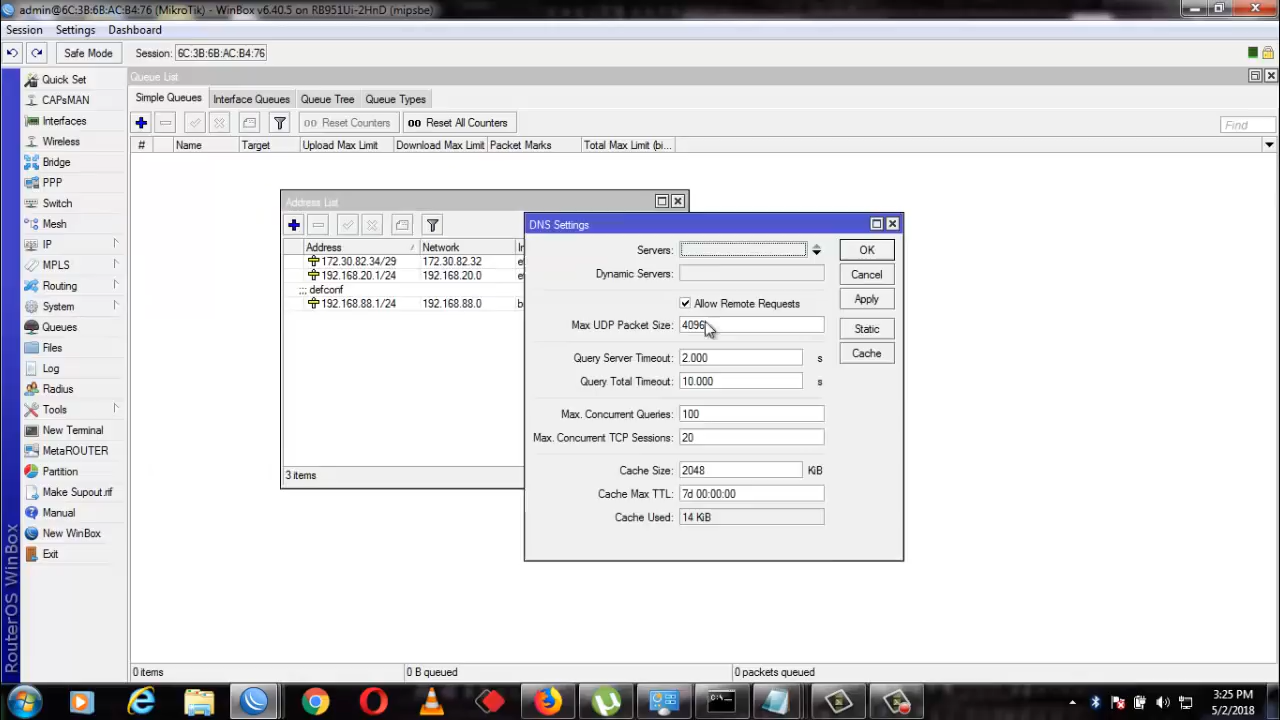 admin@6C:3B:6B:AC:B4:76 (MikroTik) - WinBox v6.40.5 on RB951Ui-2HnD (mipsbe)
Session Settings Dashboard
Safe Mode Session: 6C:3B:6B:AC:B4:76
Quick Set
CAPsMAN
Interfaces
Wireless
Bridge
PPP
Switch
Mesh
IP
MPLS
Routing
System
Queues
Files
Log
Radius
Tools
New Terminal
MetaROUTER
Partition
Make Supout.rif
Manual
New WinBox
Exit
RouterOS WinBox
Queue List
Simple Queues Interface Queues Queue Tree Queue Types
00 Reset Counters 00 Reset All Counters Find
# Name Target Upload Max Limit Download Max Limit Packet Marks Total Max Limit (bi...
Address List
Address Network
172.30.82.34/29 172.30.82.32
192.168.20.1/24 192.168.20.0
::: defconf
192.168.88.1/24 192.168.88.0
3 items
DNS Settings
Servers:
Dynamic Servers:
Allow Remote Requests
Max UDP Packet Size: 4096
Query Server Timeout: 2.000 s
Query Total Timeout: 10.000 s
Max. Concurrent Queries: 100
Max. Concurrent TCP Sessions: 20
Cache Size: 2048 KiB
Cache Max TTL: 7d 00:00:00
Cache Used: 14 KiB
OK
Cancel
Apply
Static
Cache
0 items 0 B queued 0 packets queued
3:25 PM
5/2/2018